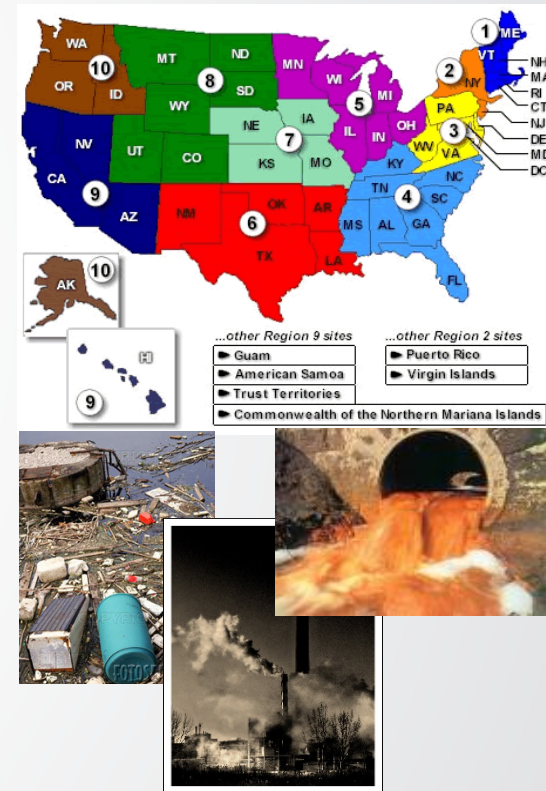 1
ME
WA
MT
ND
MN
VT
NH
10
2
MA
OR
ID
8
SD
WI
MI
NY
RI
WY
5
PA
CT
NE
IA
IL
IN
OH
3
NJ
NV
UT
7
WV
VA
DE
CA
CO
KS
MO
KY
MD
DC
9
TN
NC
AZ
NM
OK
AR
4
SC
6
MS
AL
GA
TX
LA
FL
10
AK
HI
9
...other Region 9 sites
Guam
American Samoa
Trust Territories
Commonwealth of the Northern Mariana Islands
...other Region 2 sites
Puerto Rico
Virgin Islands